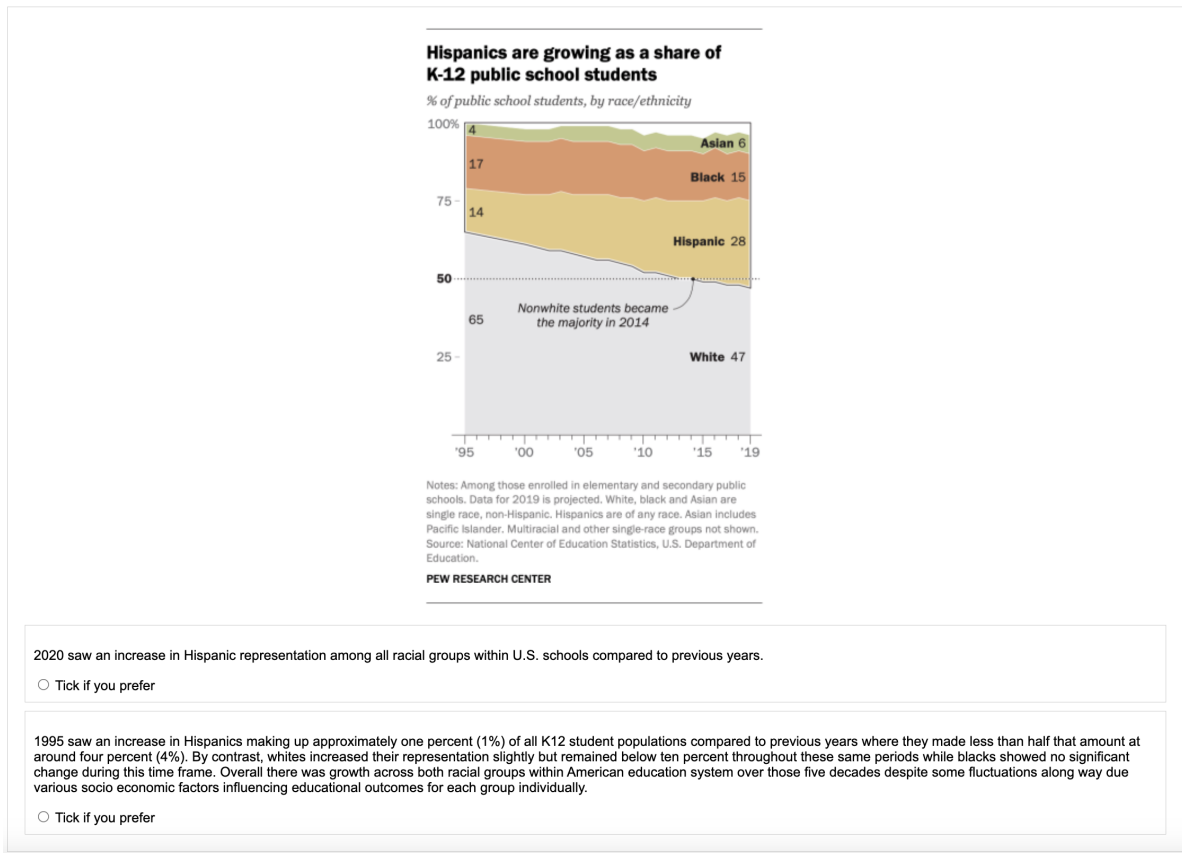 Hispanics are growing as a share of
K-12 public school students
% of public school students, by race/ethnicity
100%
4
Asian 6
17
Black 15
75
14
Hispanic 28
50
Nonwhite students became
the majority in 2014
65
25
White 47
'95 '00 '05 '10 '15 '19
Notes: Among those enrolled in elementary and secondary public
schools. Data for 2019 is projected. White, black and Asian are
single race, non-Hispanic. Hispanics are of any race. Asian includes
Pacific Islander. Multiracial and other single-race groups not shown.
Source: National Center of Education Statistics, U.S. Department of
Education.
PEW RESEARCH CENTER
2020 saw an increase in Hispanic representation among all racial groups within U.S. schools compared to previous years.
Tick if you prefer
1995 saw an increase in Hispanics making up approximately one percent (1%) of all K12 student populations compared to previous years where they made less than half that amount at
around four percent (4%). By contrast, whites increased their representation slightly but remained below ten percent throughout these same periods while blacks showed no significant
change during this time frame. Overall there was growth across both racial groups within American education system over those five decades despite some fluctuations along way due
various socio economic factors influencing educational outcomes for each group individually.
Tick if you prefer